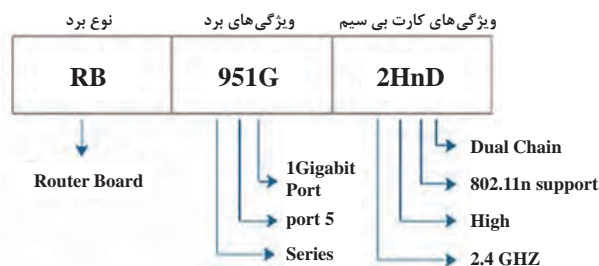 نوع برد
ویژگی‌های برد
ویژگی‌های کارت بی سیم
RB
951G
2HnD
Router Board
1Gigabit
Port
port 5
Series
Dual Chain
802.11n support
High
2.4 GHZ